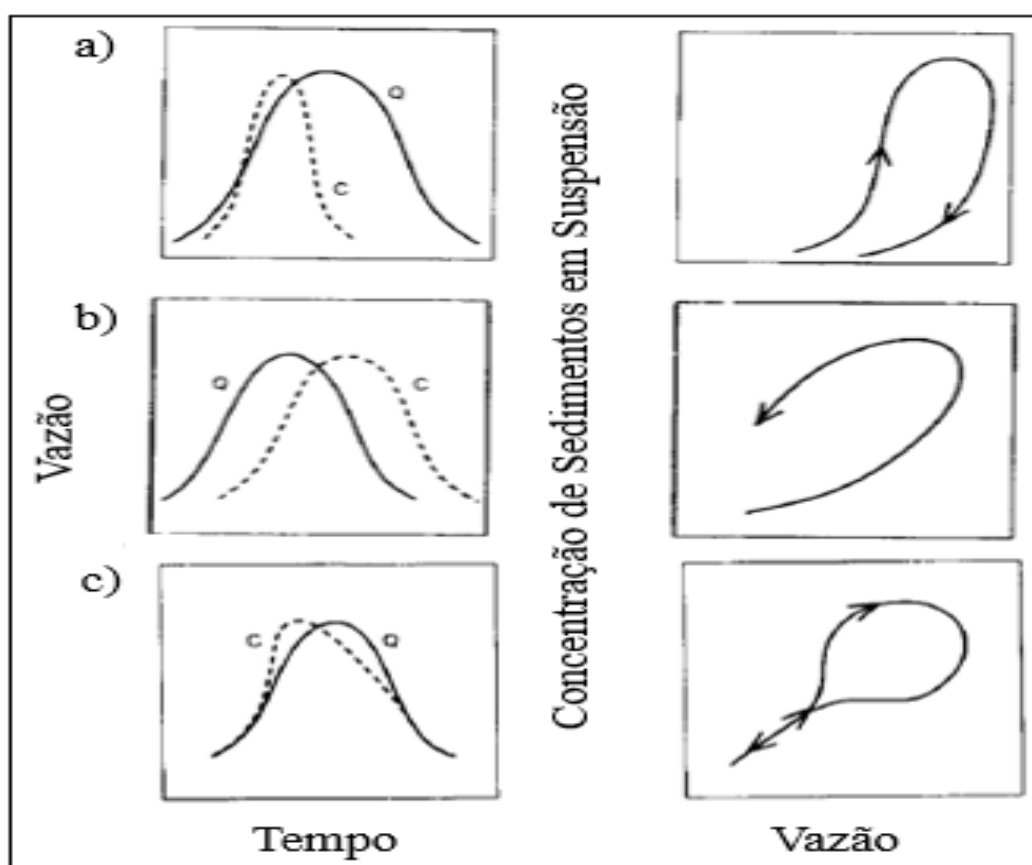 a)
Q
C
b)
Q
C
c)
C
Q
Vazão
Concentração de Sedimentos em Suspensão
Tempo
Vazão